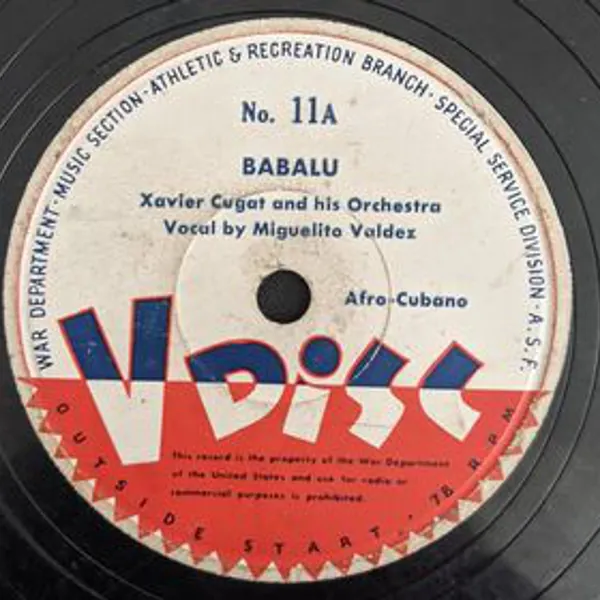 WAR DEPARTMENT · MUSIC SECTION · ATHLETIC & RECREATION BRANCH · SPECIAL SERVICE DIVISION · A. S. F.
No. 11A
BABALU
Xavier Cugat and his Orchestra
Vocal by Miguelito Valdez
Afro-Cubano
V DiSC
This record is the property of the War Department
of the United States and use for radio or
commercial purposes is prohibited.
OUTSIDE START · 78 RPM